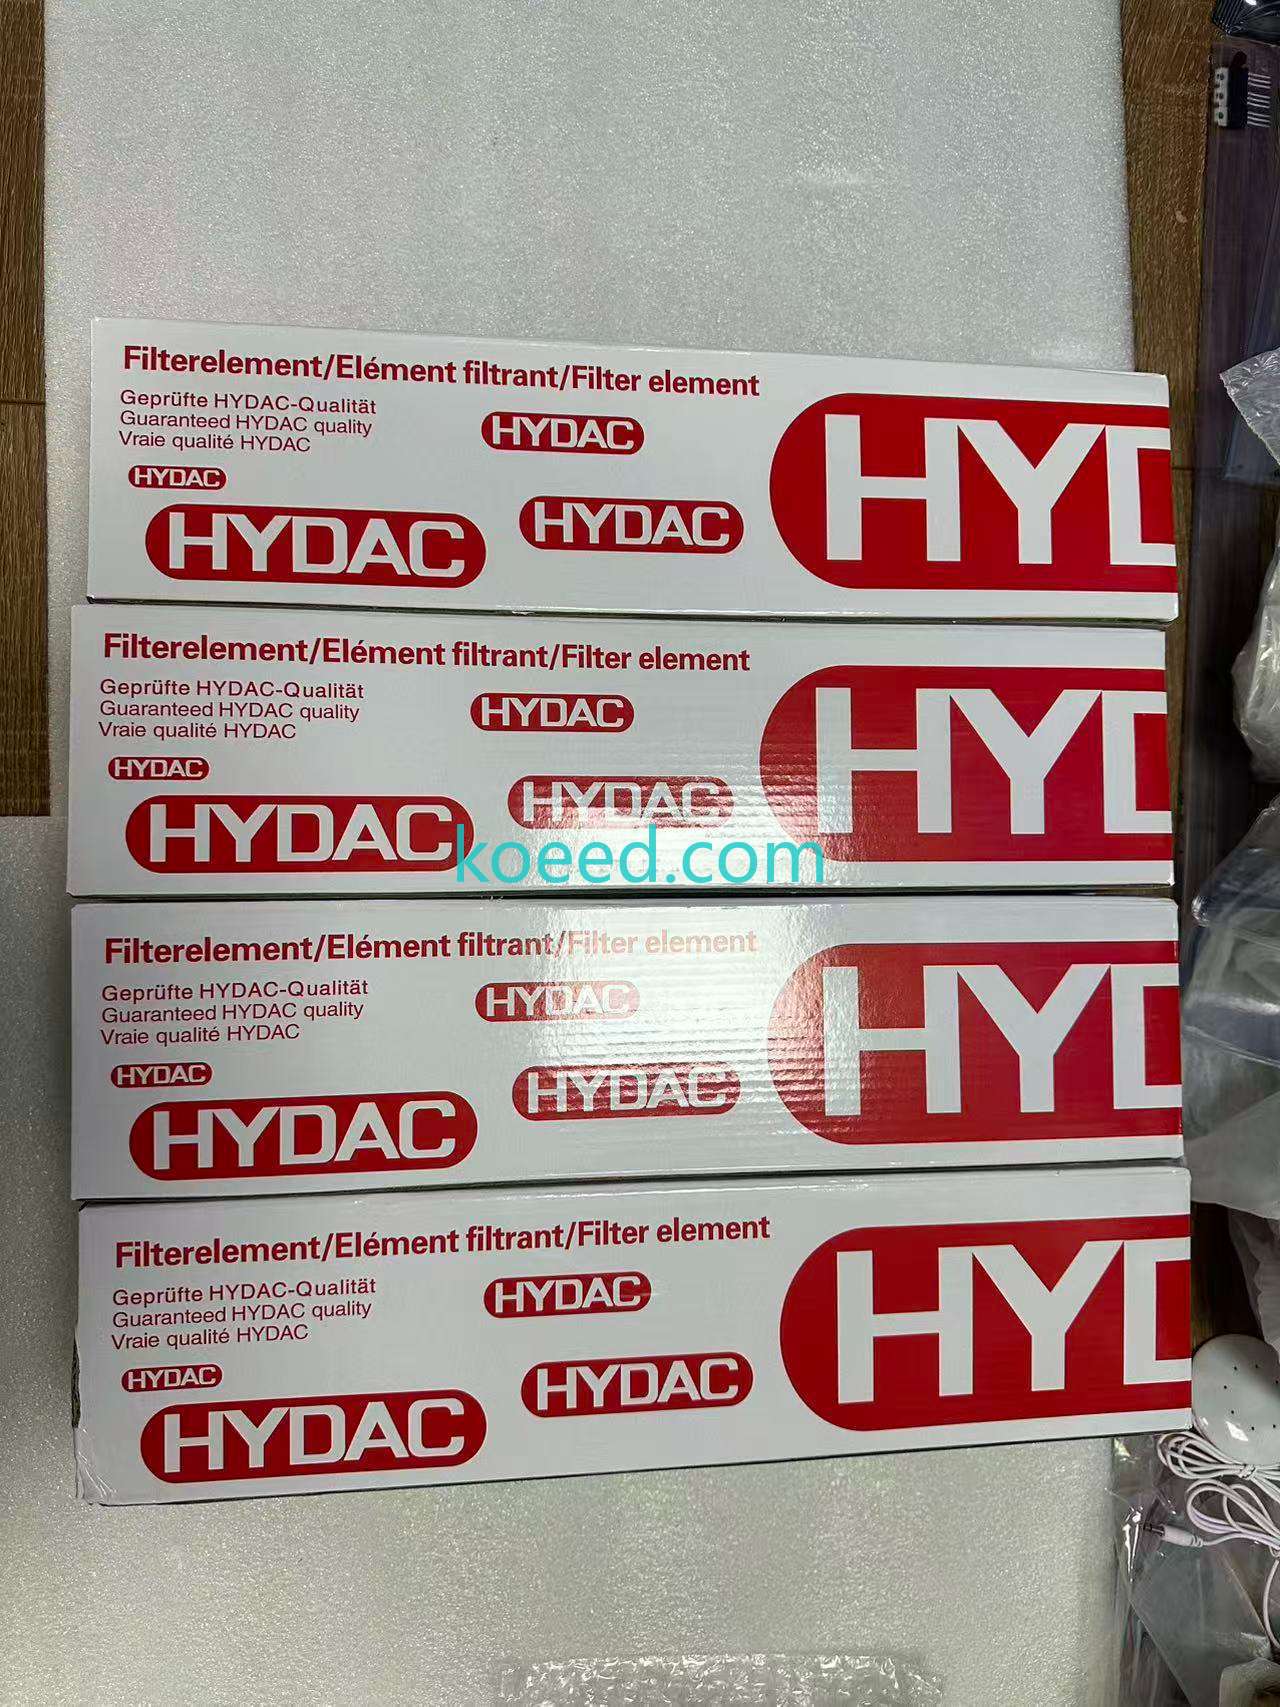 Filterelement/Elément filtrant/Filter element
Geprüfte HYDAC-Qualität
Guaranteed HYDAC quality
Vraie qualité HYDAC
HYDAC
HYDAC
HYDAC
HYDAC
HYD
Filterelement/Elément filtrant/Filter element
Geprüfte HYDAC-Qualität
Guaranteed HYDAC quality
Vraie qualité HYDAC
HYDAC
HYDAC
HYDAC
HYDAC
HYD
koeed.com
Filterelement/Elément filtrant/Filter element
Geprüfte HYDAC-Qualität
Guaranteed HYDAC quality
Vraie qualité HYDAC
HYDAC
HYDAC
HYDAC
HYDAC
HYD
Filterelement/Elément filtrant/Filter element
Geprüfte HYDAC-Qualität
Guaranteed HYDAC quality
Vraie qualité HYDAC
HYDAC
HYDAC
HYDAC
HYDAC
HYD